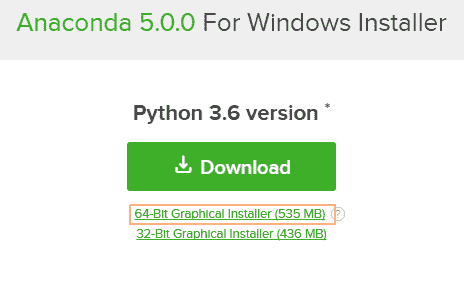 Anaconda 5.0.0 For Windows Installer
Python 3.6 version *
Download
64-Bit Graphical Installer (535 MB) ?
32-Bit Graphical Installer (436 MB)